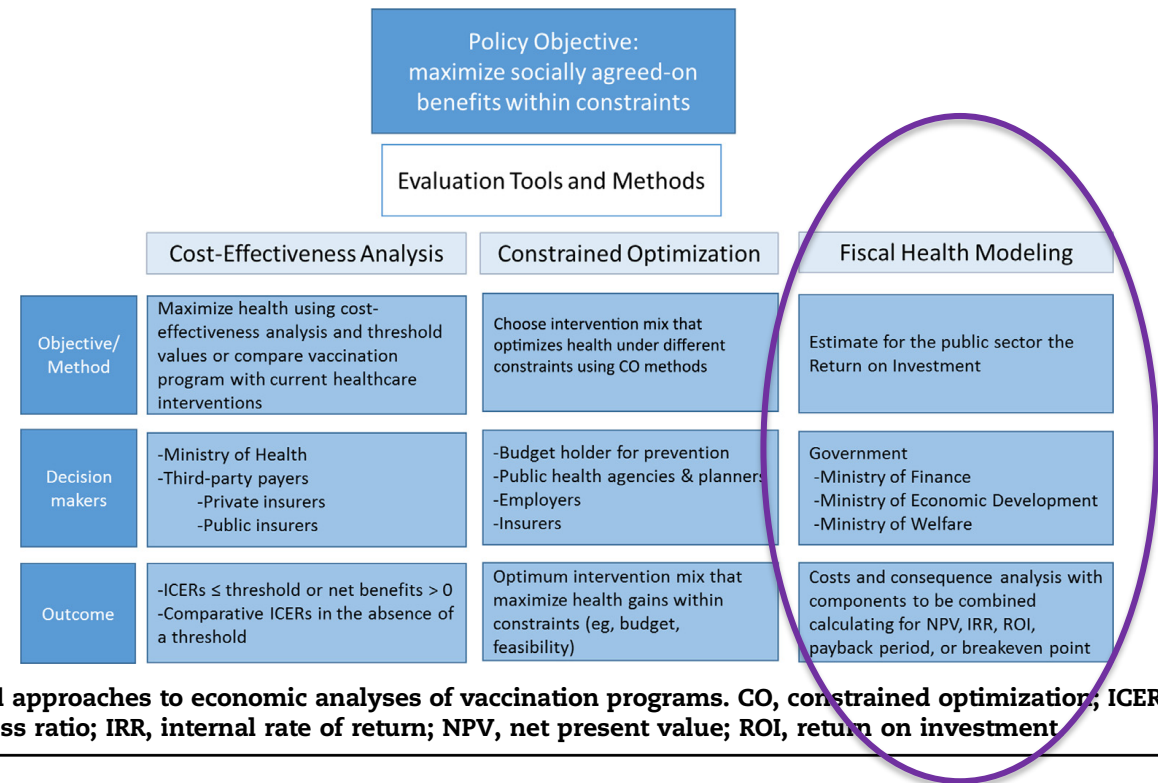 Policy Objective:
maximize socially agreed-on
benefits within constraints
Evaluation Tools and Methods
Cost-Effectiveness Analysis
Constrained Optimization
Fiscal Health Modeling
Objective/
Method
Maximize health using cost-
effectiveness analysis and threshold
values or compare vaccination
program with current healthcare
interventions
Choose intervention mix that
optimizes health under different
constraints using CO methods
Estimate for the public sector the
Return on Investment
Decision
makers
-Ministry of Health
-Third-party payers
-Private insurers
-Public insurers
-Budget holder for prevention
-Public health agencies & planners
-Employers
-Insurers
Government
-Ministry of Finance
-Ministry of Economic Development
-Ministry of Welfare
Outcome
-ICERs ≤ threshold or net benefits > 0
-Comparative ICERs in the absence of
a threshold
Optimum intervention mix that
maximize health gains within
constraints (eg, budget,
feasibility)
Costs and consequence analysis with
components to be combined
calculating for NPV, IRR, ROI,
payback period, or breakeven point
approaches to economic analyses of vaccination programs. CO, constrained optimization; ICER
ss ratio; IRR, internal rate of return; NPV, net present value; ROI, return on investment